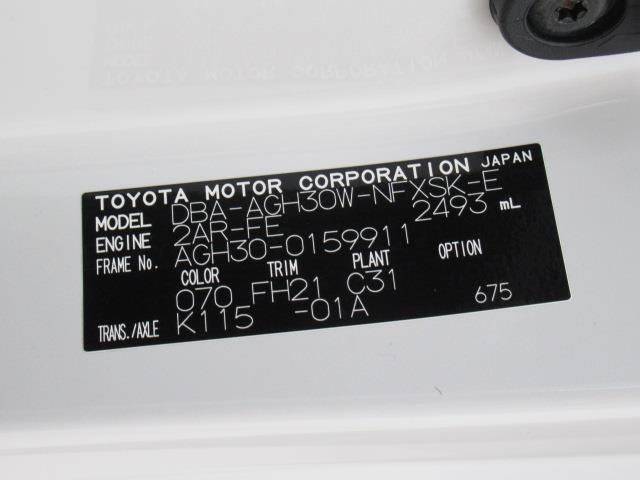 TOYOTA MOTOR CORPORATION JAPAN
MODEL DBA-AGH30W-NFXSK-E
ENGINE 2AR-FE 2493 mL
FRAME No. AGH30-0159911
COLOR TRIM PLANT OPTION
070 FH21 C31
TRANS./AXLE K115 -01A 675